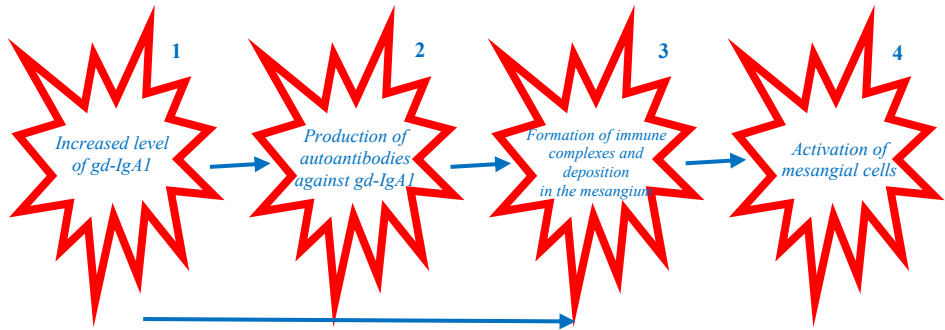 1
Increased level
of gd-IgA1
2
Production of
autoantibodies
against gd-IgA1
3
Formation of immune
complexes and
deposition
in the mesangium
4
Activation of
mesangial cells